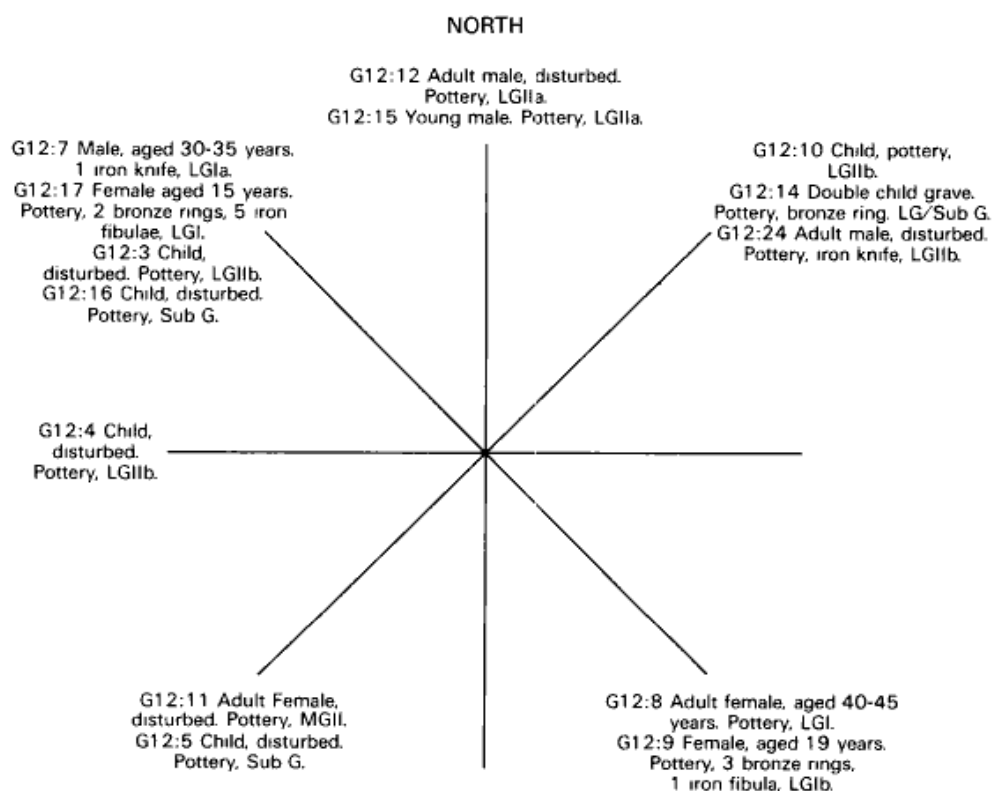 NORTH
G12:12 Adult male, disturbed.
Pottery, LGIIa.
G12:15 Young male. Pottery, LGIIa.
G12:7 Male, aged 30-35 years.
1 iron knife, LGIa.
G12:17 Female aged 15 years.
Pottery, 2 bronze rings, 5 iron
fibulae, LGI.
G12:3 Child,
disturbed. Pottery, LGIIb.
G12:16 Child, disturbed.
Pottery, Sub G.
G12:10 Child, pottery,
LGIIb.
G12:14 Double child grave.
Pottery, bronze ring. LG/Sub G.
G12:24 Adult male, disturbed.
Pottery, iron knife, LGIIb.
G12:4 Child,
disturbed.
Pottery, LGIIb.
G12:11 Adult Female,
disturbed. Pottery, MGII.
G12:5 Child, disturbed.
Pottery, Sub G.
G12:8 Adult female, aged 40-45
years. Pottery, LGI.
G12:9 Female, aged 19 years.
Pottery, 3 bronze rings,
1 iron fibula, LGIb.